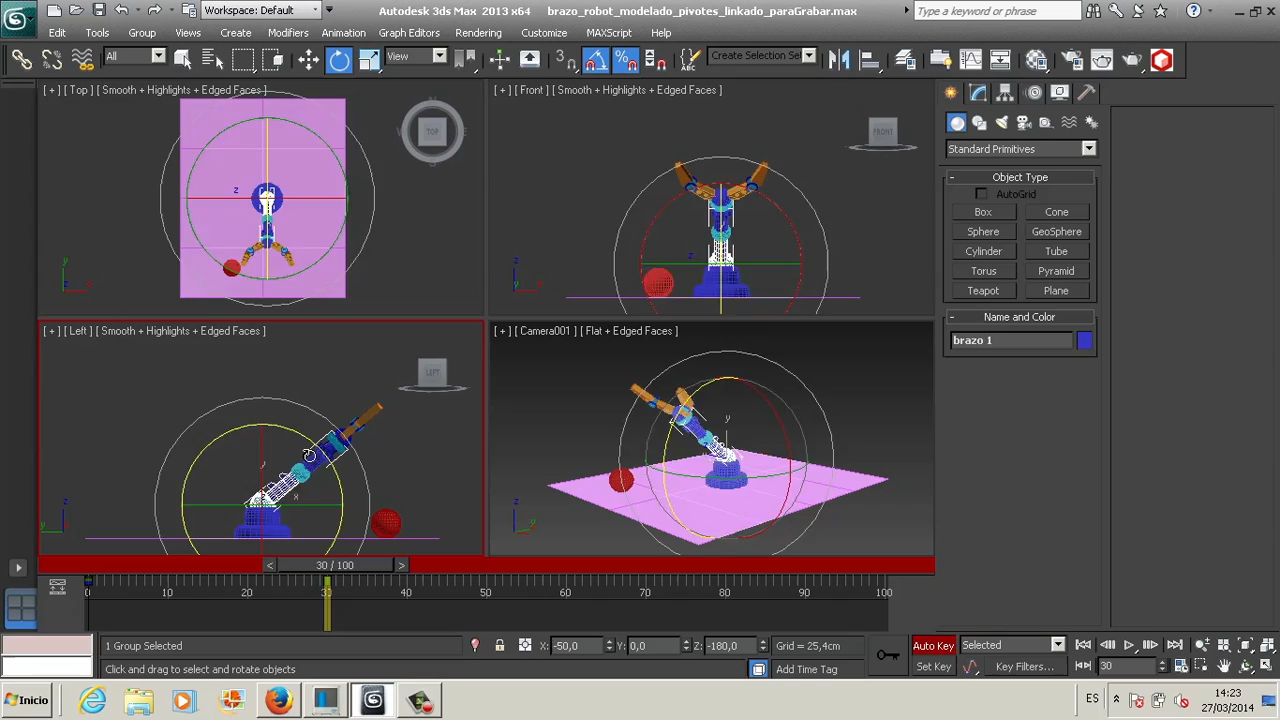 Workspace: Default
Autodesk 3ds Max 2013 x64 brazo_robot_modelado_pivotes_linkado_paraGrabar.max
Type a keyword or phrase
Edit Tools Group Views Create Modifiers Animation Graph Editors Rendering Customize MAXScript Help
All View 3 Create Selection Se
[ + ] [ Top ] [ Smooth + Highlights + Edged Faces ]
[ + ] [ Front ] [ Smooth + Highlights + Edged Faces ]
TOP
FRONT
Standard Primitives
- Object Type
AutoGrid
Box Cone
Sphere GeoSphere
Cylinder Tube
Torus Pyramid
Teapot Plane
- Name and Color
brazo 1
[ + ] [ Left ] [ Smooth + Highlights + Edged Faces ]
[ + ] [ Camera001 ] [ Flat + Edged Faces ]
LEFT
< 30 / 100 >
0 10 20 30 40 50 60 70 80 90 100
1 Group Selected X: -50,0 Y: 0,0 Z: -180,0 Grid = 25,4cm Auto Key Selected
Click and drag to select and rotate objects Add Time Tag Set Key Key Filters... 30
Inicio ES 14:23
27/03/2014